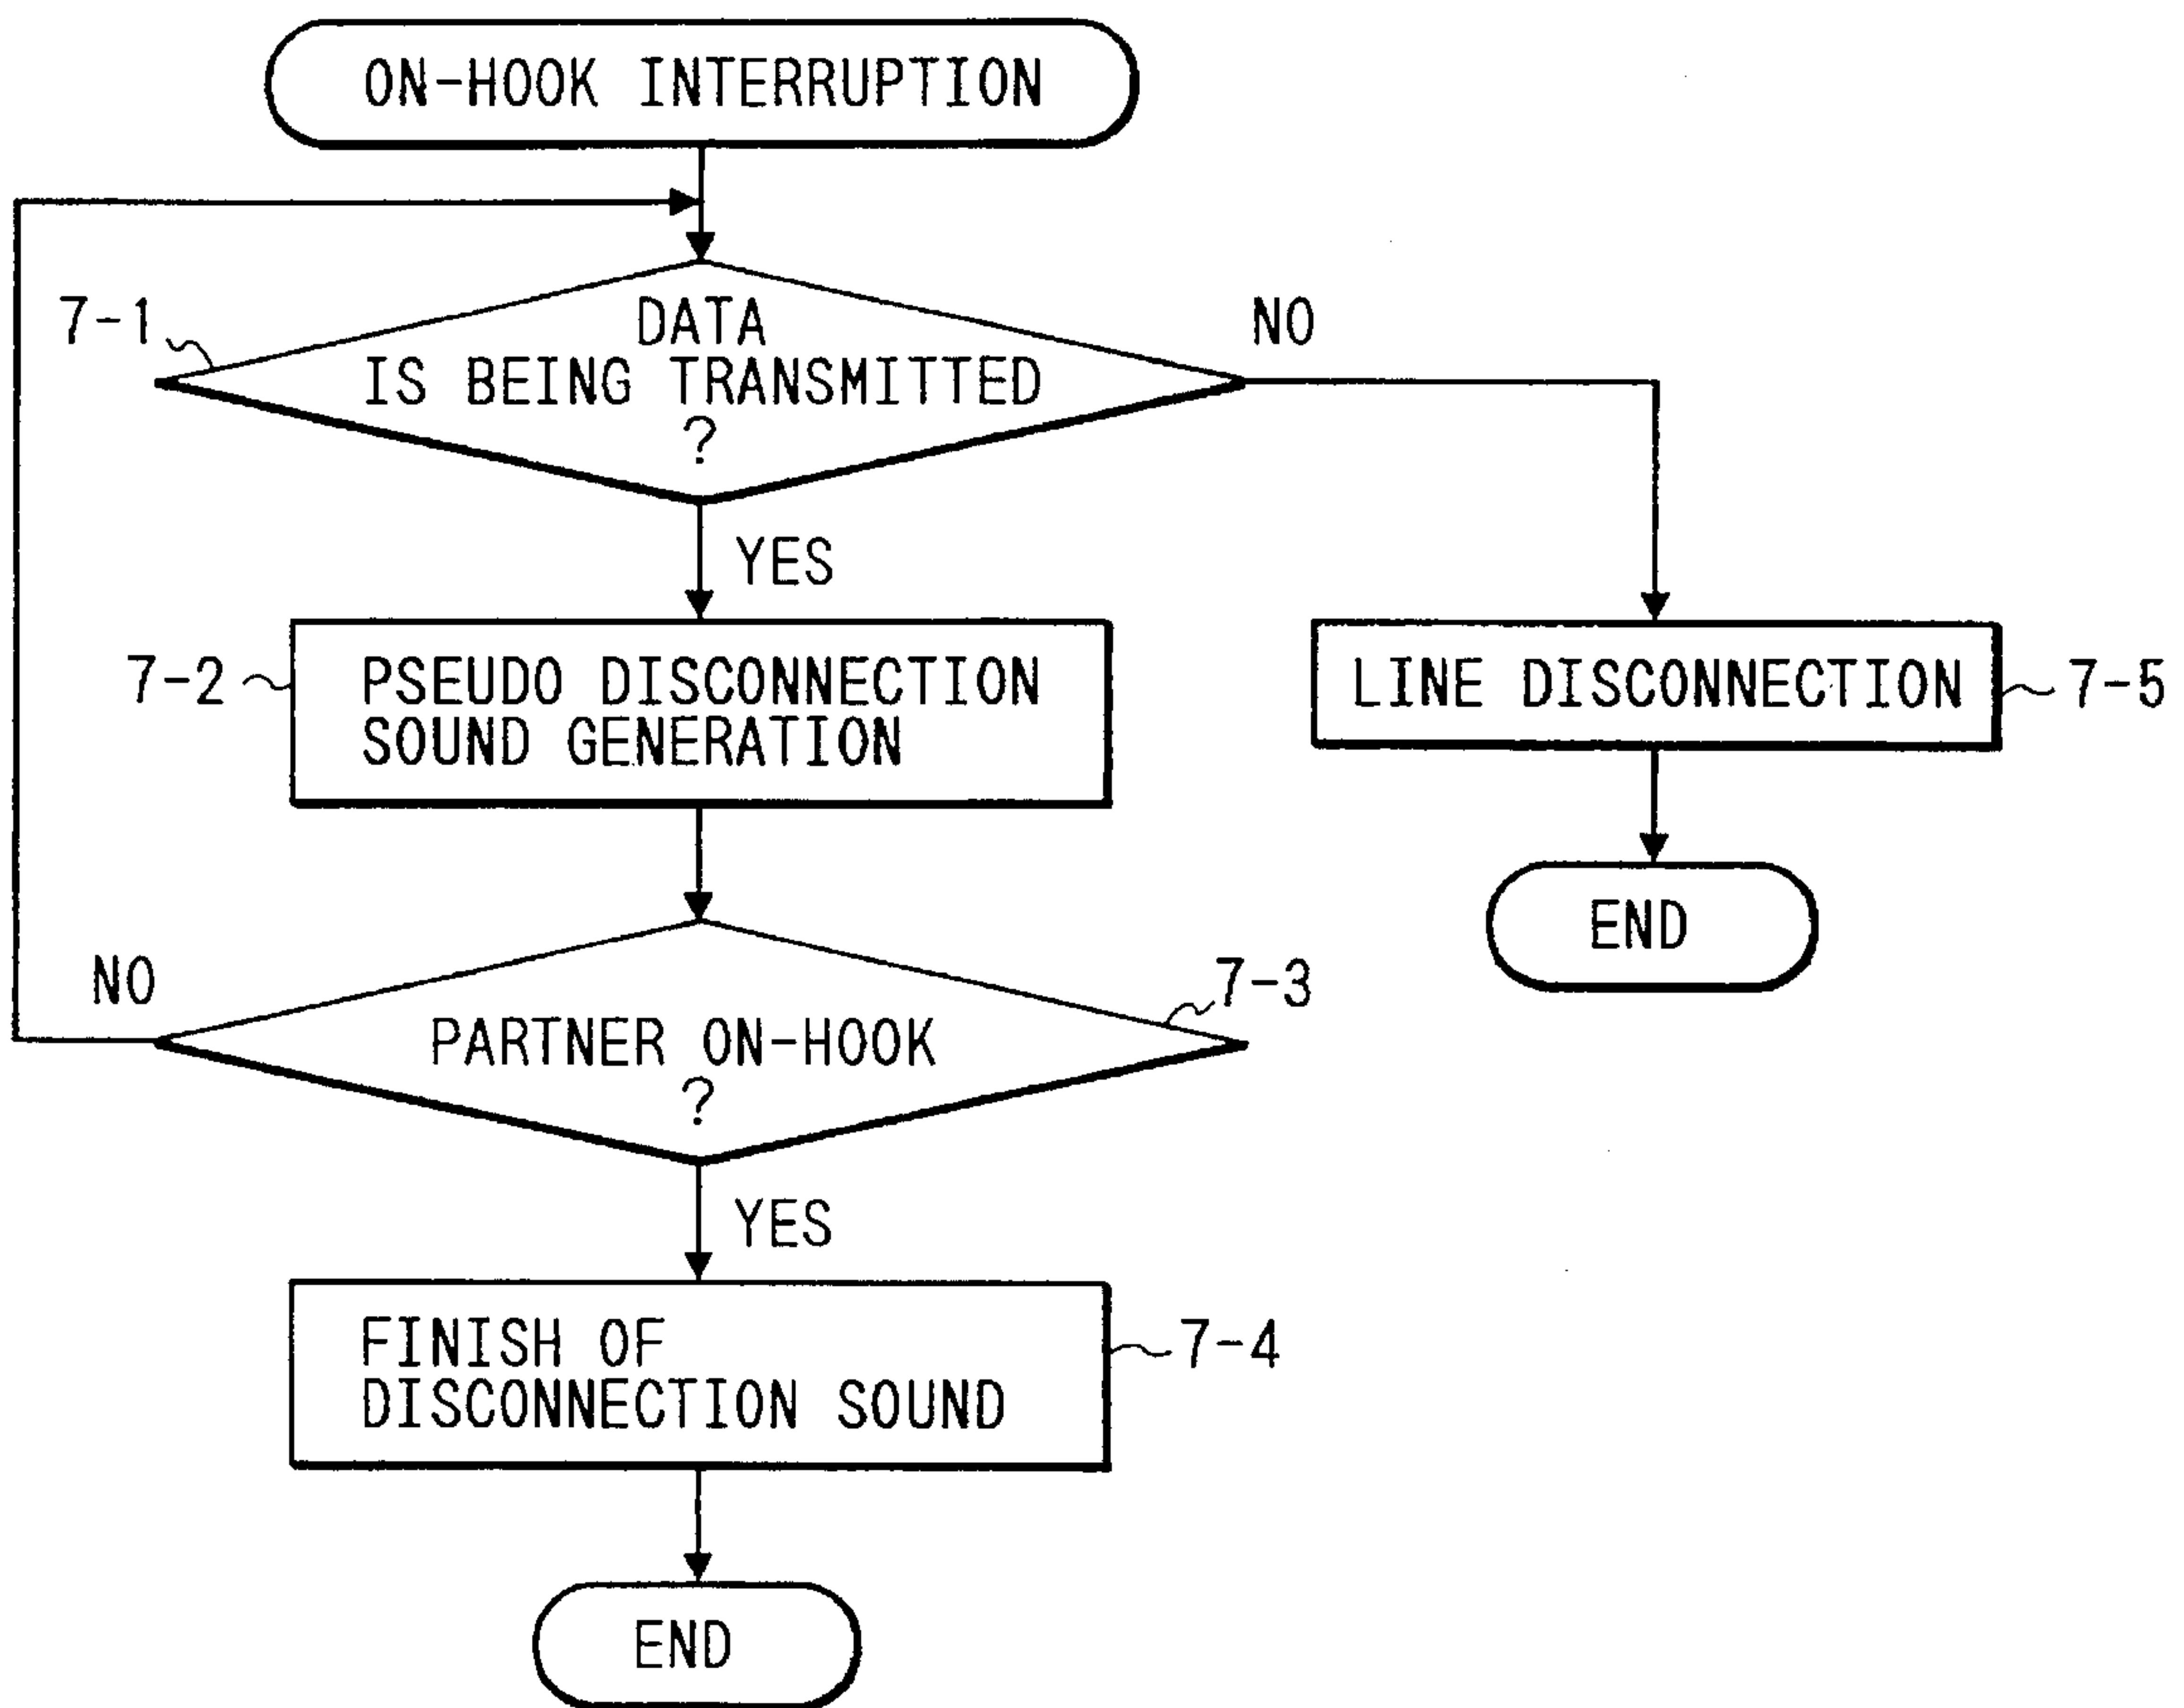 ON-HOOK INTERRUPTION
7-1
DATA
IS BEING TRANSMITTED
?
NO
YES
7-2
PSEUDO DISCONNECTION
SOUND GENERATION
LINE DISCONNECTION
7-5
END
NO
7-3
PARTNER ON-HOOK
?
YES
FINISH OF
DISCONNECTION SOUND
7-4
END